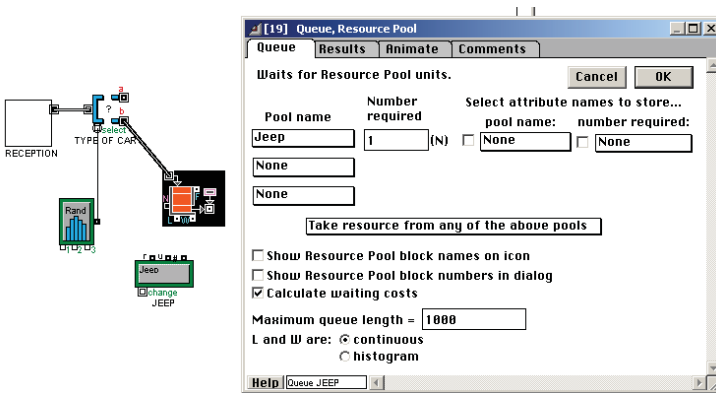 [19] Queue, Resource Pool
Queue Results Animate Comments
Waits for Resource Pool units.
Cancel OK
Pool name
Number required
Select attribute names to store...
pool name: number required:
Jeep 1 (N) None None
None
None
Take resource from any of the above pools
Show Resource Pool block names on icon
Show Resource Pool block numbers in dialog
Calculate waiting costs
Maximum queue length = 1000
L and W are: continuous
histogram
Help Queue JEEP
a
?
b
select
TYPE OF CAR
RECEPTION
N
F
L W
Rand
1 2 3
r u
Jeep
change
JEEP